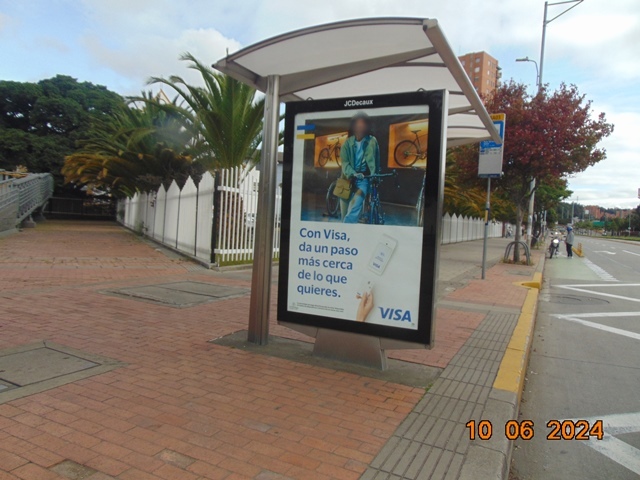 JCDecaux
Con Visa,
da un paso
más cerca
de lo que
quieres.
VISA
10 06 2024